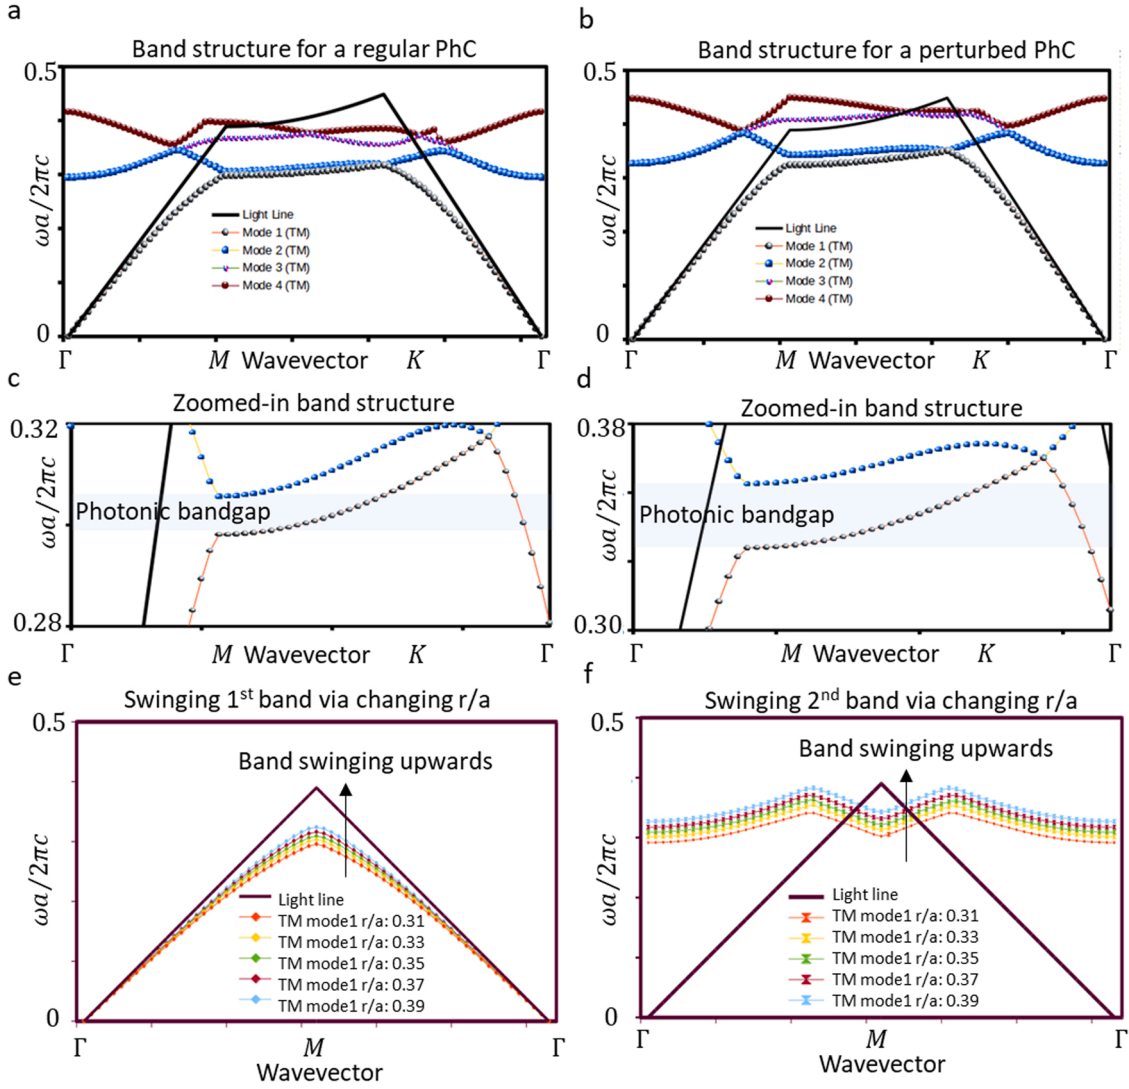 a
Band structure for a regular PhC
0.5
ωa/2πc
0
Light Line
Mode 1 (TM)
Mode 2 (TM)
Mode 3 (TM)
Mode 4 (TM)
Γ M Wavevector K Γ
b
Band structure for a perturbed PhC
0.5
ωa/2πc
0
Light Line
Mode 1 (TM)
Mode 2 (TM)
Mode 3 (TM)
Mode 4 (TM)
Γ M Wavevector K Γ
c
Zoomed-in band structure
0.32
ωa/2πc
Photonic bandgap
0.28
Γ M Wavevector K Γ
d
Zoomed-in band structure
0.38
ωa/2πc
Photonic bandgap
0.30
Γ M Wavevector K Γ
e
Swinging 1st band via changing r/a
0.5
Band swinging upwards
ωa/2πc
Light line
TM mode1 r/a: 0.31
TM mode1 r/a: 0.33
TM mode1 r/a: 0.35
TM mode1 r/a: 0.37
TM mode1 r/a: 0.39
0
Γ M Γ
Wavevector
f
Swinging 2nd band via changing r/a
0.5
Band swinging upwards
ωa/2πc
Light line
TM mode1 r/a: 0.31
TM mode1 r/a: 0.33
TM mode1 r/a: 0.35
TM mode1 r/a: 0.37
TM mode1 r/a: 0.39
0
Γ M Γ
Wavevector